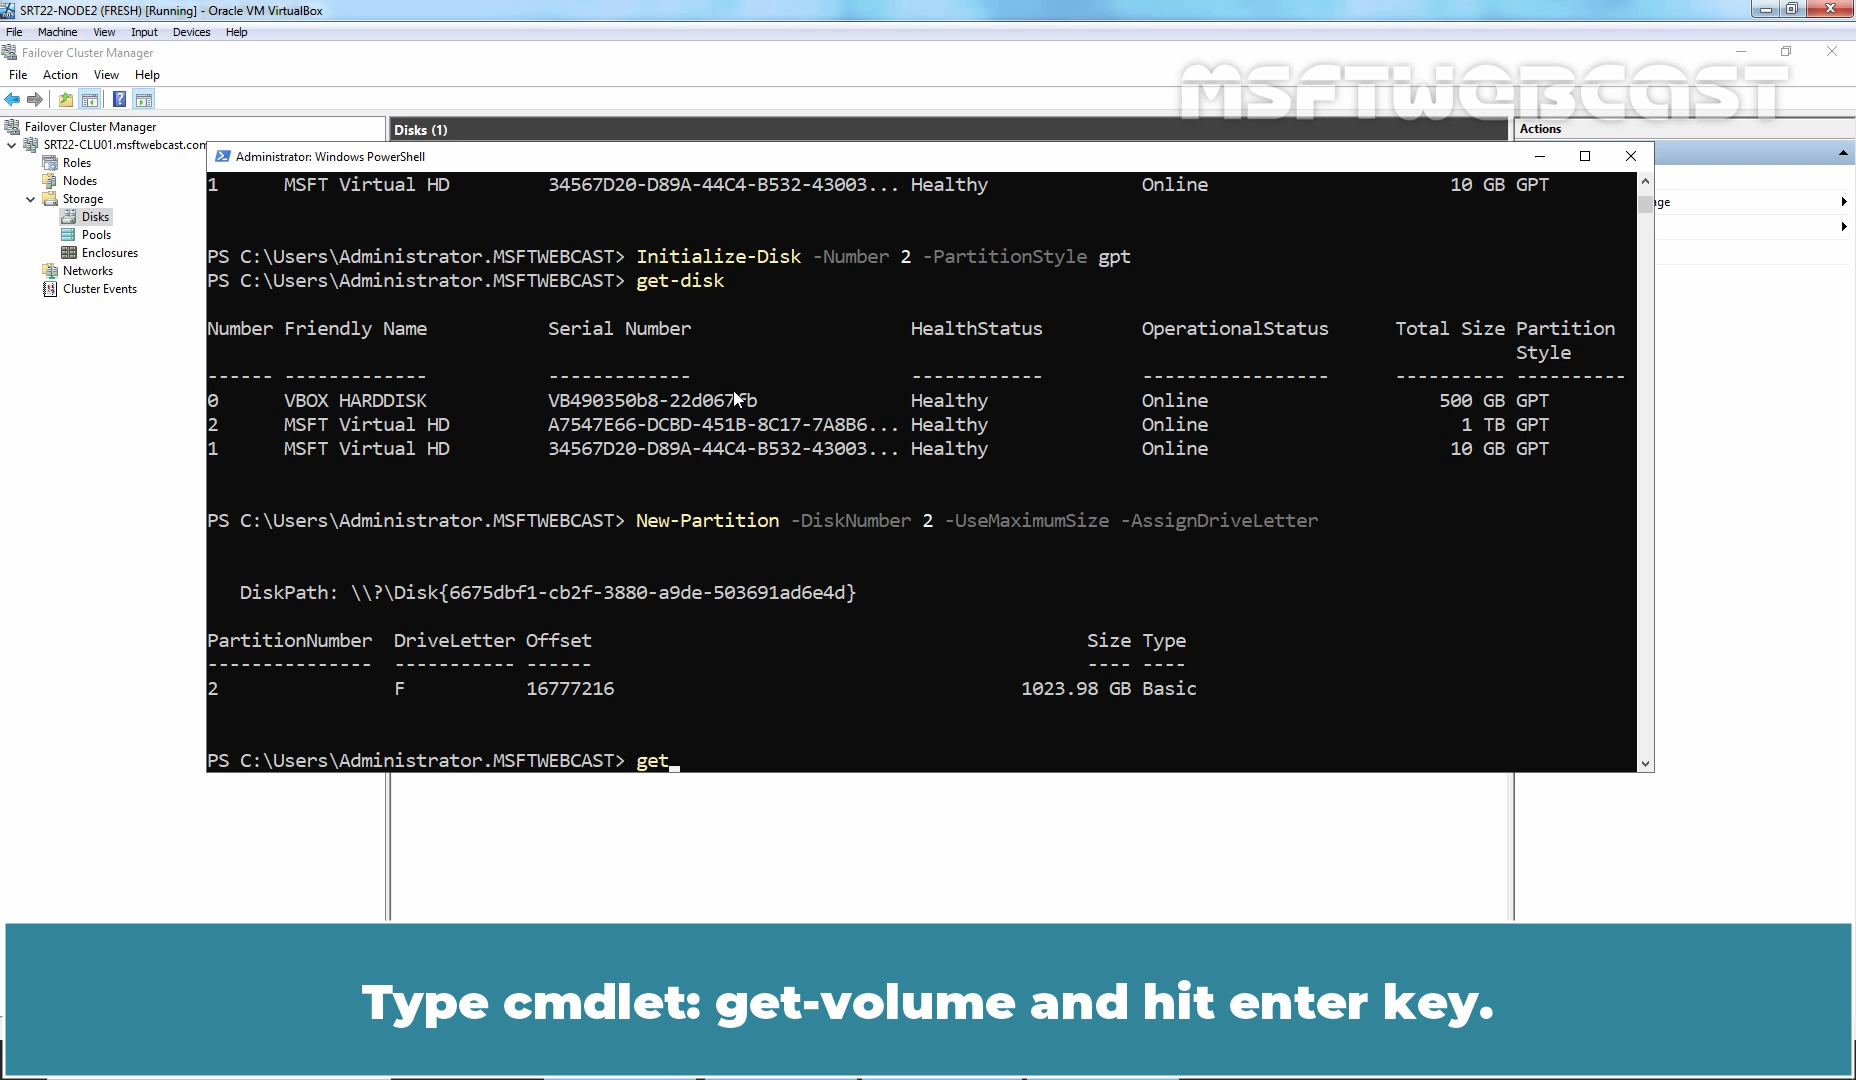 SRT22-NODE2 (FRESH) [Running] - Oracle VM VirtualBox
File Machine View Input Devices Help
Failover Cluster Manager
MSFTWEBCAST
File Action View Help
Failover Cluster Manager
Disks (1)
Actions
SRT22-CLU01.msftwebcast.com
Roles
Nodes
Storage
Disks
Pools
Enclosures
Networks
Cluster Events
Administrator: Windows PowerShell
1 MSFT Virtual HD 34567D20-D89A-44C4-B532-43003... Healthy Online 10 GB GPT
PS C:\Users\Administrator.MSFTWEBCAST> Initialize-Disk -Number 2 -PartitionStyle gpt
PS C:\Users\Administrator.MSFTWEBCAST> get-disk
Number Friendly Name Serial Number HealthStatus OperationalStatus Total Size Partition
Style
------ ------------- ------------- ------------ ----------------- ---------- ----------
0 VBOX HARDDISK VB490350b8-22d067fb Healthy Online 500 GB GPT
2 MSFT Virtual HD A7547E66-DCBD-451B-8C17-7A8B6... Healthy Online 1 TB GPT
1 MSFT Virtual HD 34567D20-D89A-44C4-B532-43003... Healthy Online 10 GB GPT
PS C:\Users\Administrator.MSFTWEBCAST> New-Partition -DiskNumber 2 -UseMaximumSize -AssignDriveLetter
DiskPath: \\?\Disk{6675dbf1-cb2f-3880-a9de-503691ad6e4d}
PartitionNumber DriveLetter Offset Size Type
--------------- ----------- ------ ---- ----
2 F 16777216 1023.98 GB Basic
PS C:\Users\Administrator.MSFTWEBCAST> get_
Type cmdlet: get-volume and hit enter key.